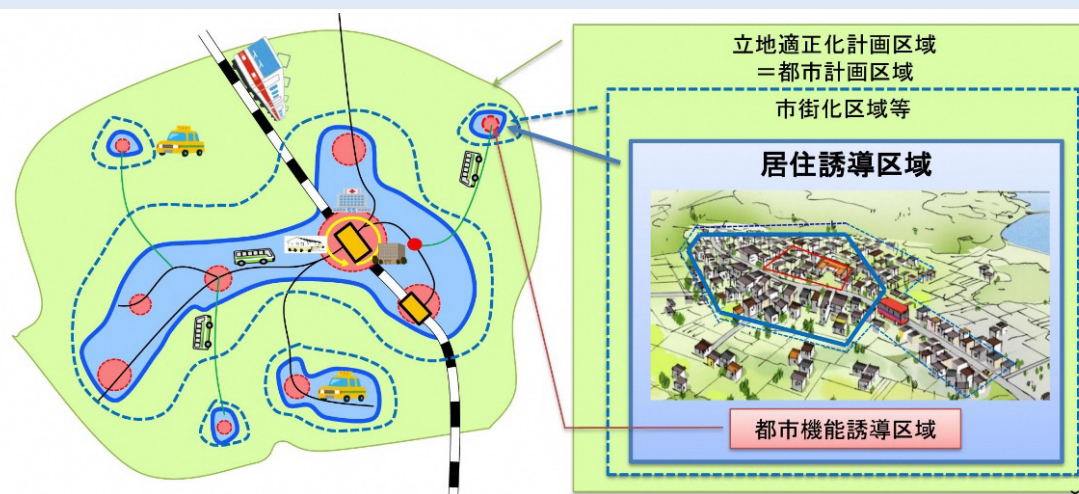 立地適正化計画区域
＝都市計画区域
市街化区域等
居住誘導区域
都市機能誘導区域